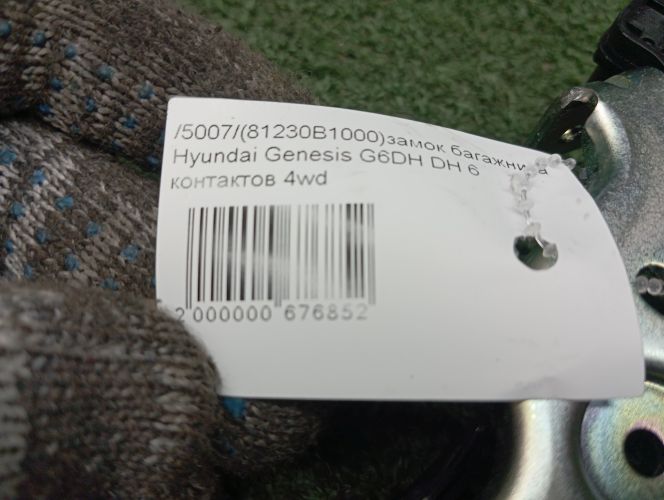 /5007/(81230B1000)замок багажника
Hyundai Genesis G6DH DH 6
контактов 4wd
2 000000 676852